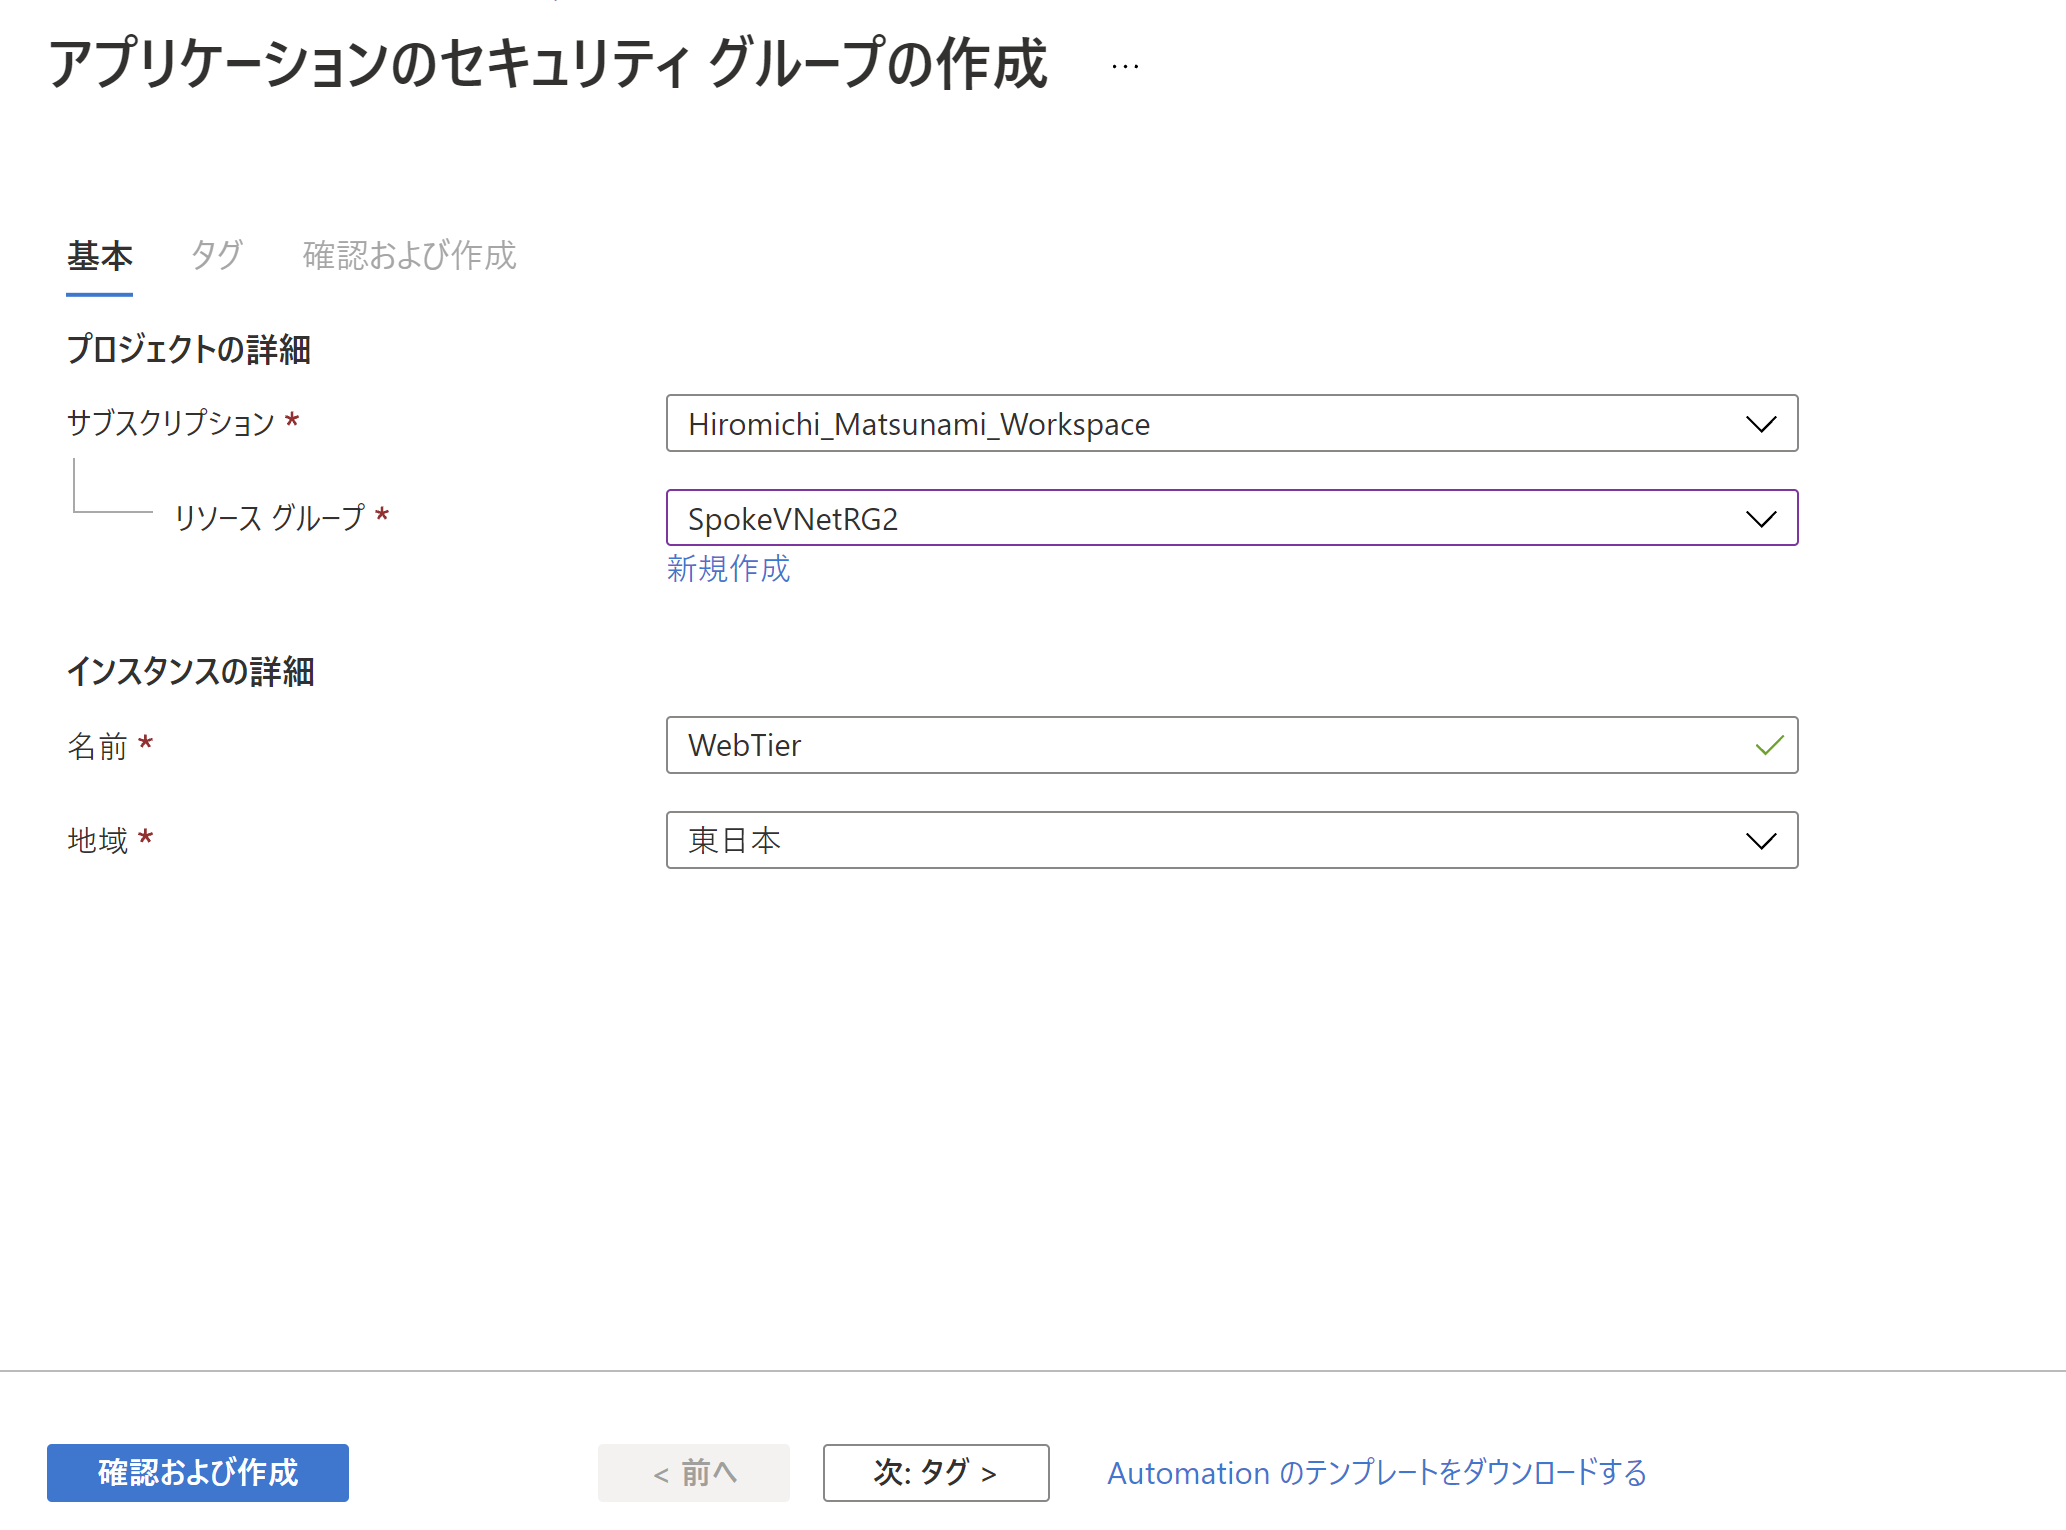 アプリケーションのセキュリティ グループの作成 ...
基本 タグ 確認および作成
プロジェクトの詳細
サブスクリプション * Hiromichi_Matsunami_Workspace
リソース グループ * SpokeVNetRG2
新規作成
インスタンスの詳細
名前 * WebTier
地域 * 東日本
確認および作成 < 前へ 次: タグ > Automation のテンプレートをダウンロードする